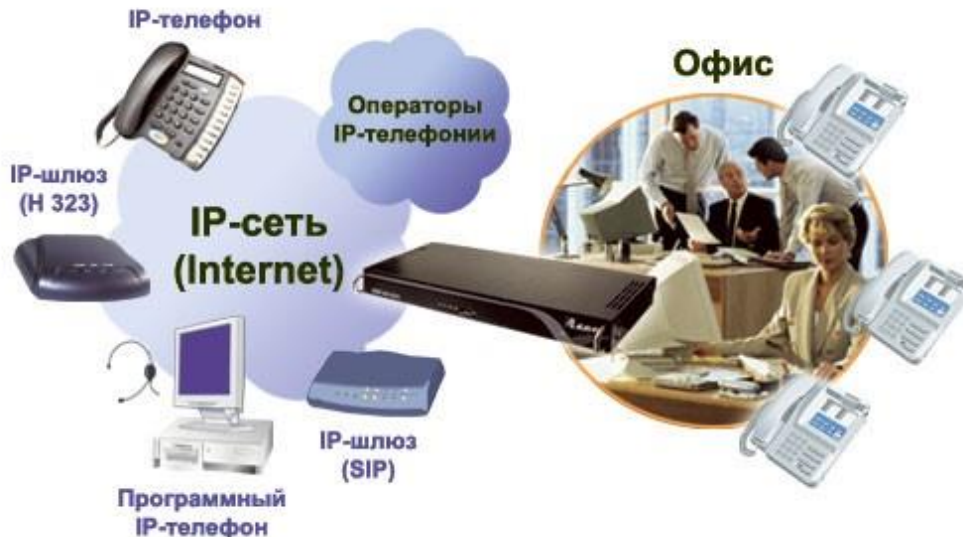 IP-телефон
Операторы
IP-телефонии
Офис
IP-шлюз
(H 323)
IP-сеть
(Internet)
IP-шлюз
(SIP)
Программный
IP-телефон